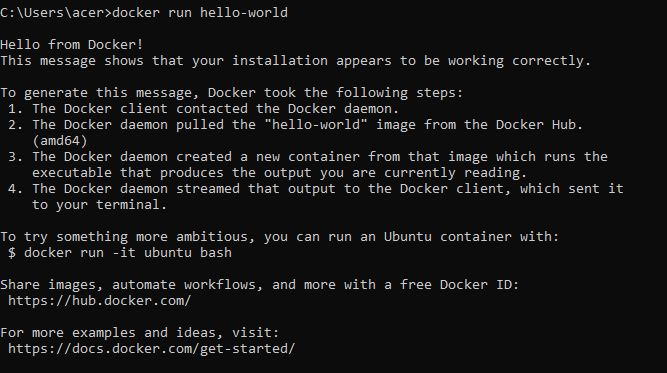 C:\Users\acer>docker run hello-world
Hello from Docker!
This message shows that your installation appears to be working correctly.
To generate this message, Docker took the following steps:
1. The Docker client contacted the Docker daemon.
2. The Docker daemon pulled the "hello-world" image from the Docker Hub.
(amd64)
3. The Docker daemon created a new container from that image which runs the
executable that produces the output you are currently reading.
4. The Docker daemon streamed that output to the Docker client, which sent it
to your terminal.
To try something more ambitious, you can run an Ubuntu container with:
$ docker run -it ubuntu bash
Share images, automate workflows, and more with a free Docker ID:
https://hub.docker.com/
For more examples and ideas, visit:
https://docs.docker.com/get-started/